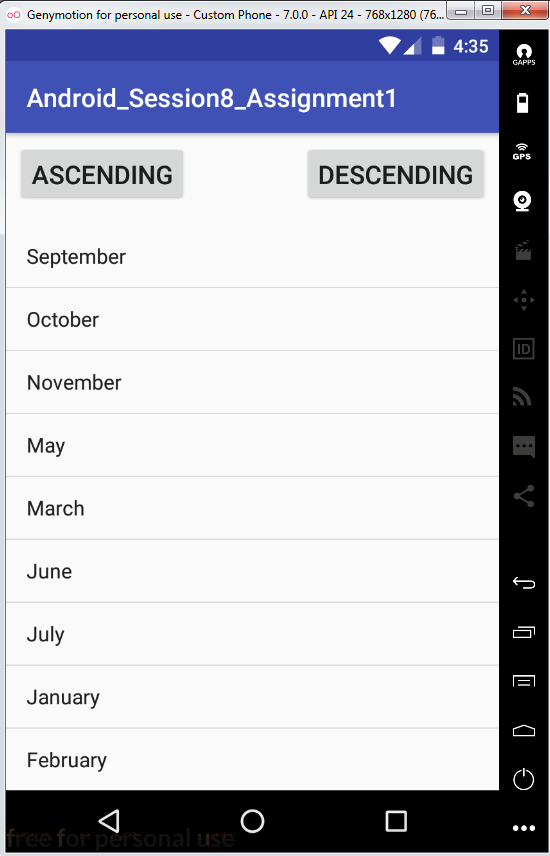 Genymotion for personal use - Custom Phone - 7.0.0 - API 24 - 768x1280 (76...
4:35
GAPPS
Android_Session8_Assignment1
ASCENDING
DESCENDING
GPS
September
October
ID
November
May
March
June
July
January
February
free for personal use